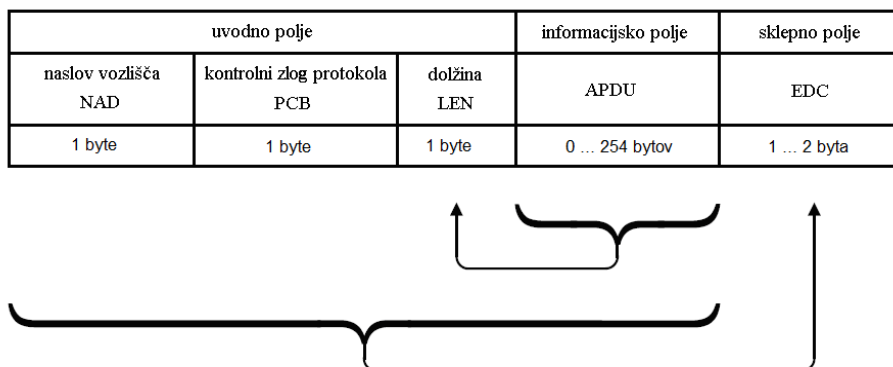 uvodno polje
informacijsko polje
sklepno polje
naslov vozlišča
NAD
kontrolni zlog protokola
PCB
dolžina
LEN
APDU
EDC
1 byte
1 byte
1 byte
0 ... 254 bytov
1 ... 2 byta